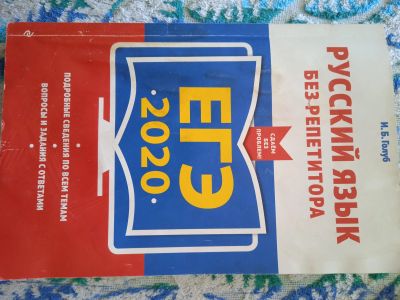 И. Б. Голуб
РУССКИЙ ЯЗЫК
БЕЗ РЕПЕТИТОРА
СДАЁМ
БЕЗ
ПРОБЛЕМ!
ЕГЭ
·2020·
ПОДРОБНЫЕ СВЕДЕНИЯ ПО ВСЕМ ТЕМАМ
ВОПРОСЫ И ЗАДАНИЯ С ОТВЕТАМИ